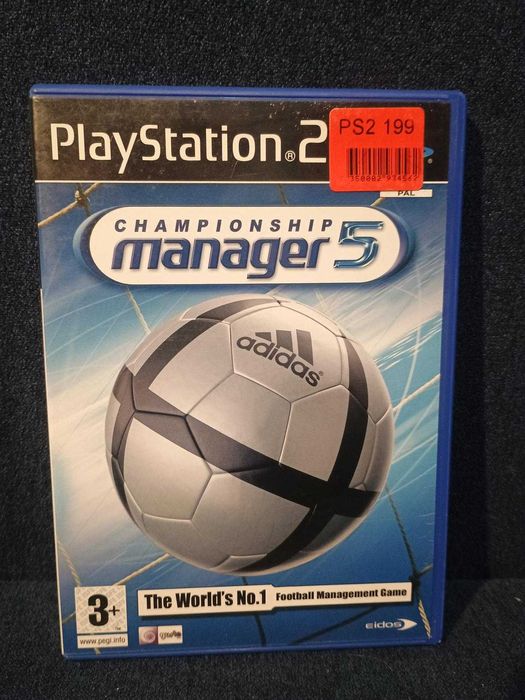 PlayStation®2
PS2 199
PAL
CHAMPIONSHIP
manager 5
adidas
The World's No.1 Football Management Game
3+
www.pegi.info
eidos